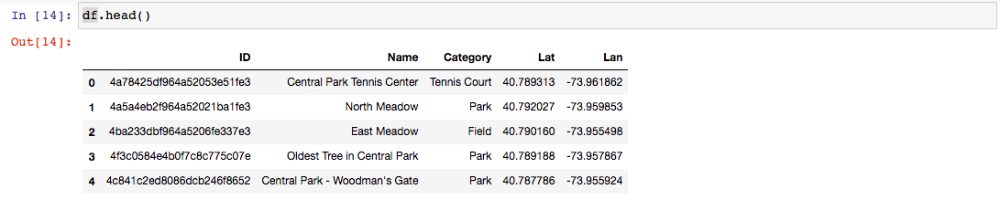 In [14]: df.head()
Out[14]:
ID Name Category Lat Lan
0 4a78425df964a52053e51fe3 Central Park Tennis Center Tennis Court 40.789313 -73.961862
1 4a5a4eb2f964a52021ba1fe3 North Meadow Park 40.792027 -73.959853
2 4ba233dbf964a5206fe337e3 East Meadow Field 40.790160 -73.955498
3 4f3c0584e4b0f7c8c775c07e Oldest Tree in Central Park Park 40.789188 -73.957867
4 4c841c2ed8086dcb246f8652 Central Park - Woodman's Gate Park 40.787786 -73.955924